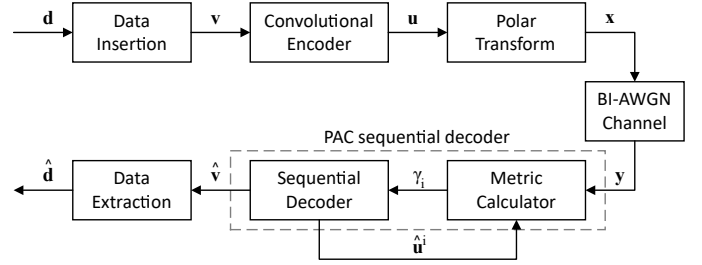 d
Data
Insertion
v
Convolutional
Encoder
u
Polar
Transform
x
BI-AWGN
Channel
PAC sequential decoder
d̂
Data
Extraction
v̂
Sequential
Decoder
γᵢ
Metric
Calculator
y
ûⁱ